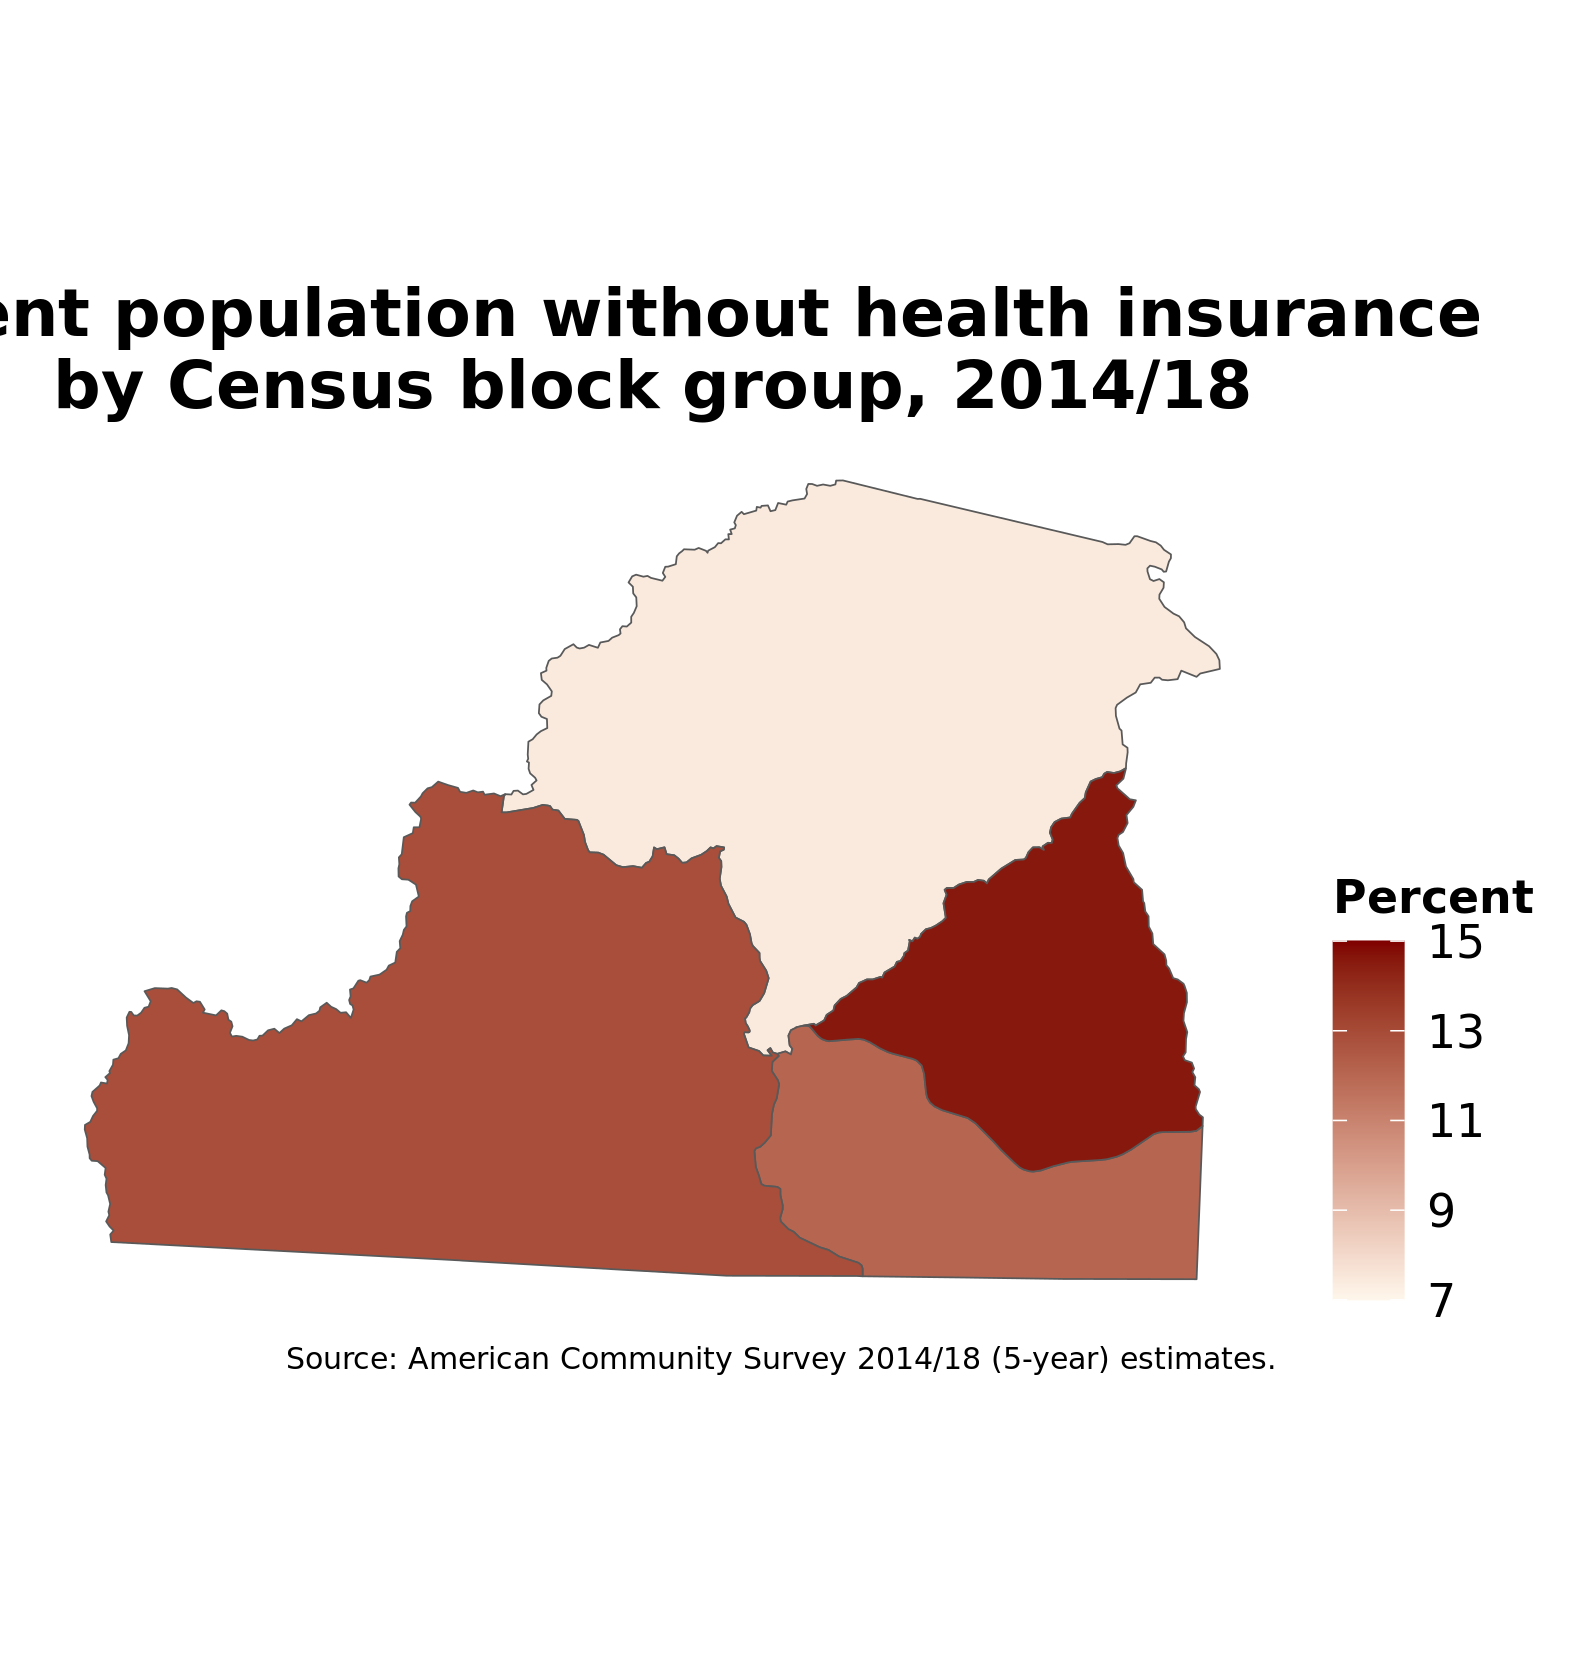 ent population without health insurance
by Census block group, 2014/18
Percent
15
13
11
9
7
Source: American Community Survey 2014/18 (5-year) estimates.